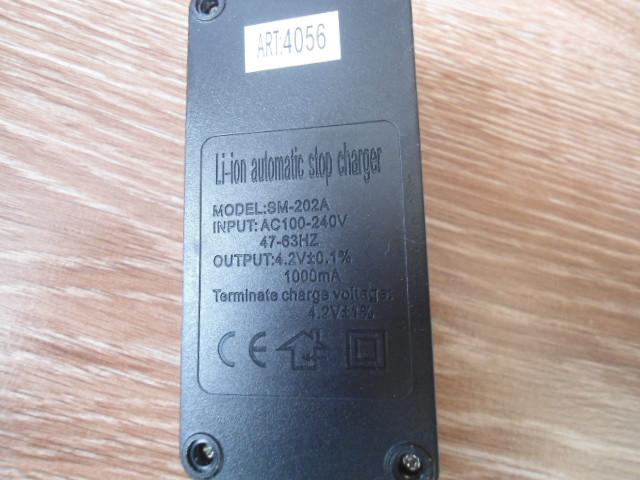 ART:4056
Li-ion automatic stop charger
MODEL:SM-202A
INPUT:AC100-240V
47-63HZ
OUTPUT:4.2V±0.1%
1000mA
Terminate charge voltage:
4.2V±1%
CE